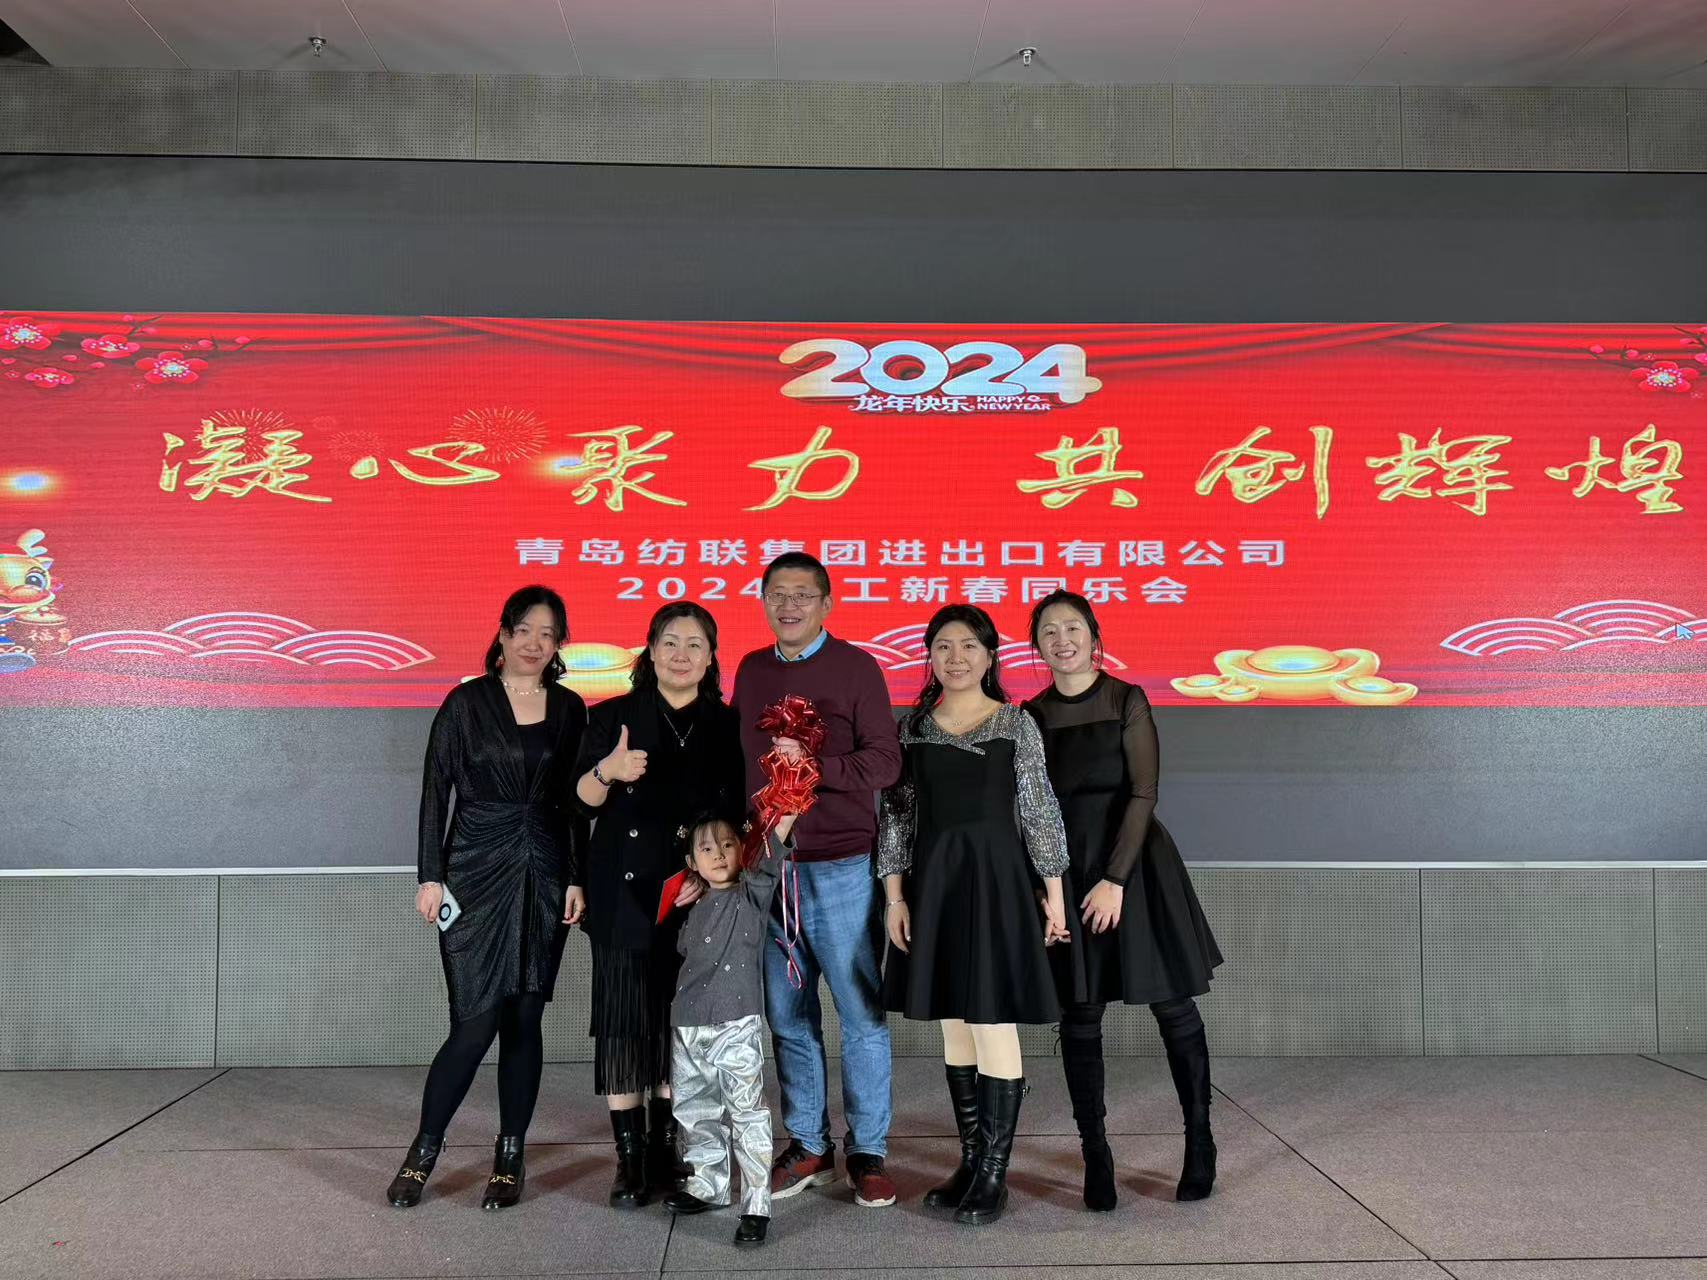 2024
龙年快乐 HAPPY NEW YEAR
凝心聚力 共创辉煌
青岛纺联集团进出口有限公司
2024 工新春同乐会
福